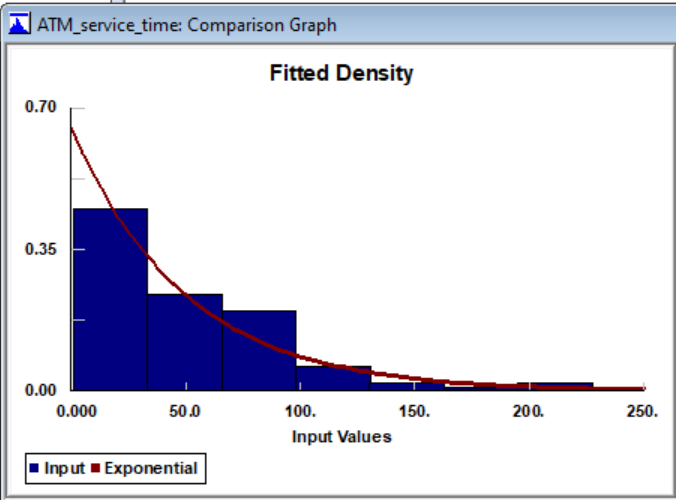 ATM_service_time: Comparison Graph
Fitted Density
0.70
0.35
0.00
0.000 50.0 100. 150. 200. 250.
Input Values
Input Exponential